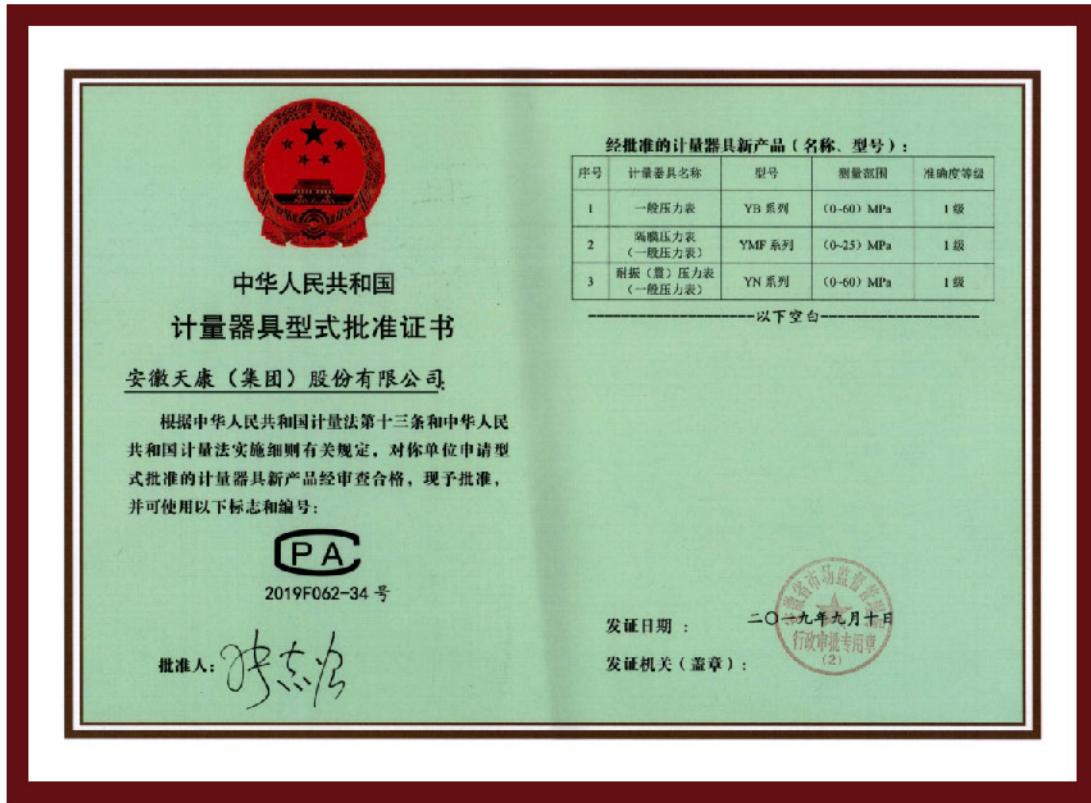 中华人民共和国
计量器具型式批准证书
安徽天康（集团）股份有限公司:
根据中华人民共和国计量法第十三条和中华人民
共和国计量法实施细则有关规定，对你单位申请型
式批准的计量器具新产品经审查合格，现予批准，
并可使用以下标志和编号：
CPA
2019F062-34 号
批准人：
经批准的计量器具新产品（名称、型号）：
序号 计量器具名称 型号 测量范围 准确度等级
1 一般压力表 YB 系列 (0~60) MPa 1 级
2 隔膜压力表
（一般压力表） YMF 系列 (0~25) MPa 1 级
3 耐振（震）压力表
（一般压力表） YN 系列 (0~60) MPa 1 级
以下空白
发证日期 ： 二〇一九年九月十日
发证机关（盖章）：
安徽省市场监督管理局
行政审批专用章
(2)